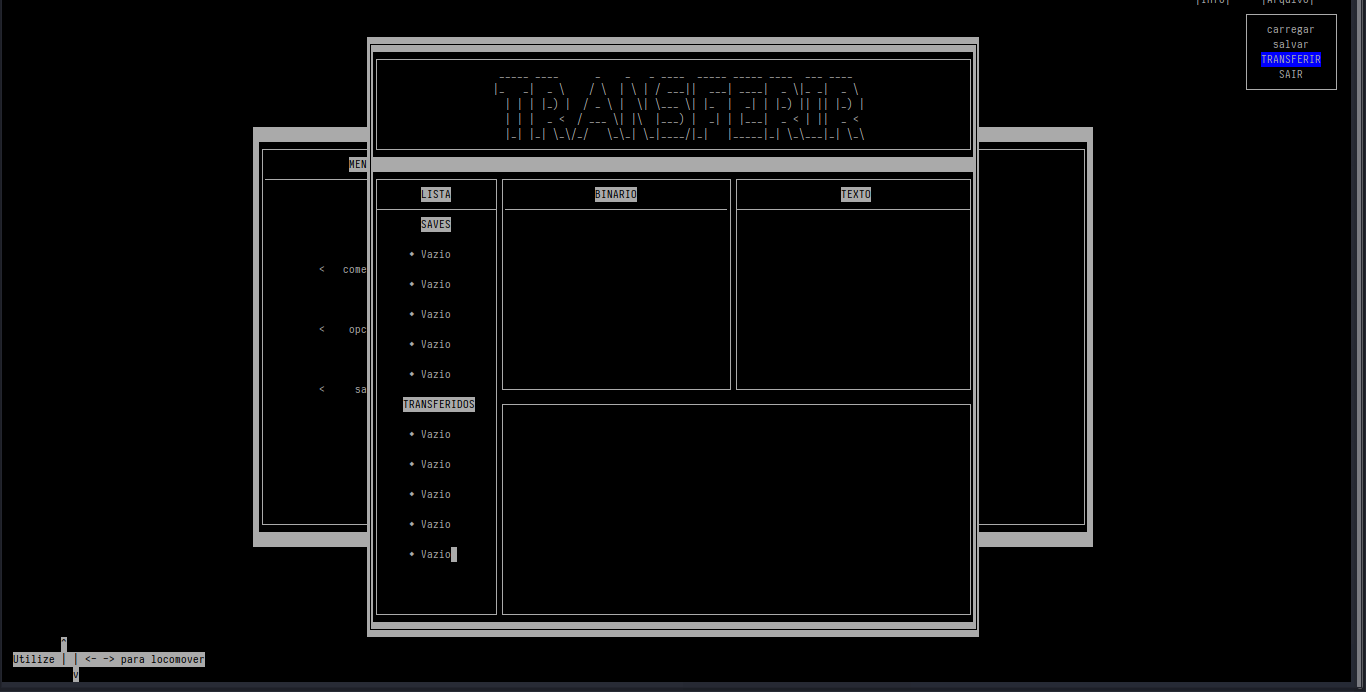 |Info| |Arquivo|
carregar
salvar
TRANSFERIR
SAIR
TRANSFERIR
MEN
LISTA
BINARIO
TEXTO
SAVES
◆ Vazio
◆ Vazio
◆ Vazio
◆ Vazio
◆ Vazio
TRANSFERIDOS
◆ Vazio
◆ Vazio
◆ Vazio
◆ Vazio
◆ Vazio
< come
< opc
< sa
^
Utilize | | <- -> para locomover
v